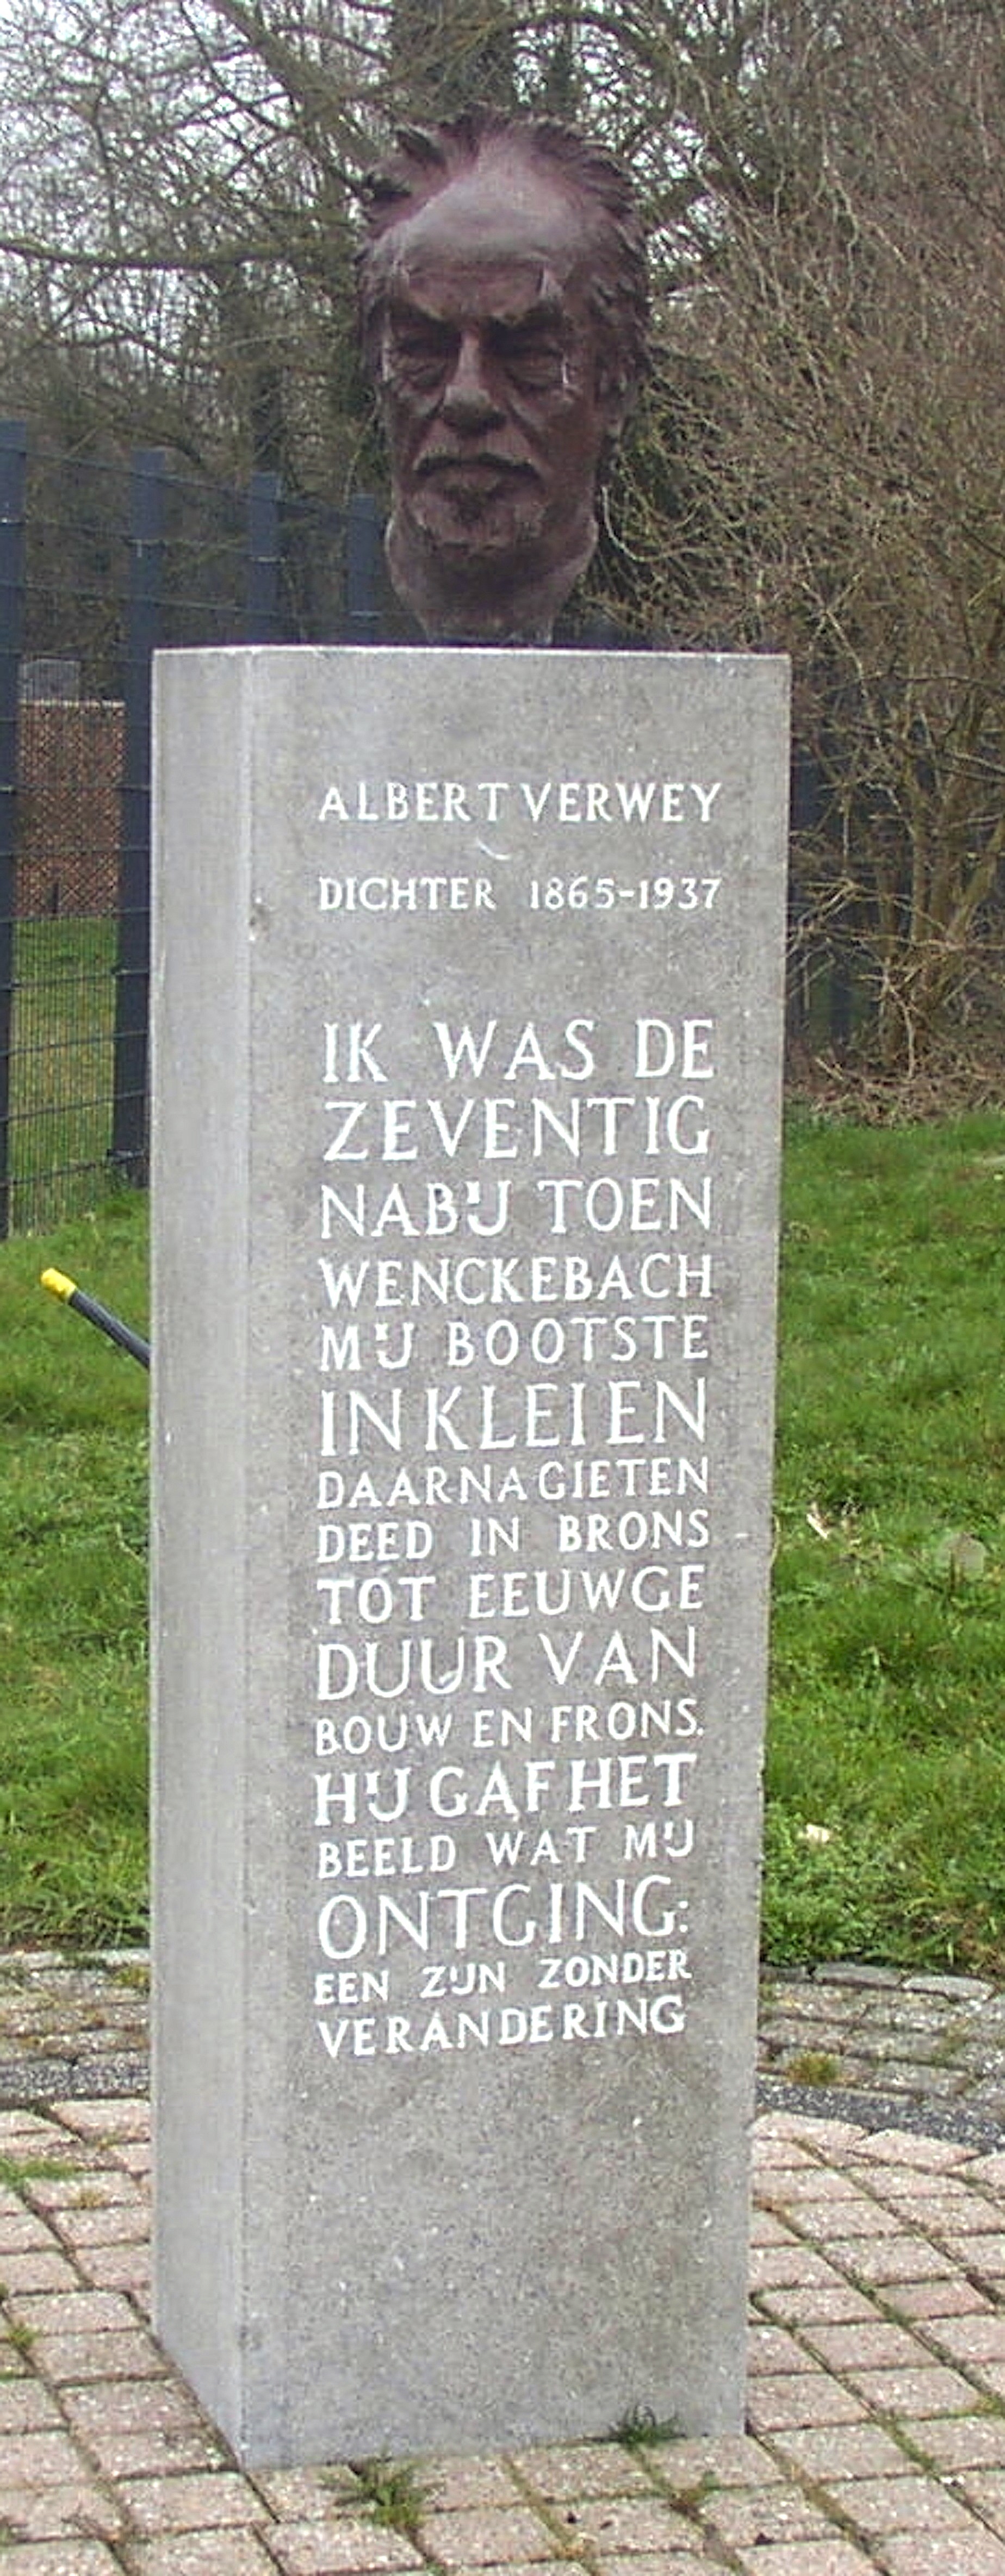 ALBERT VERWEY
DICHTER 1865-1937
IK WAS DE
ZEVENTIG
NABIJ TOEN
WENCKEBACH
MIJ BOOTSTE
IN KLEI EN
DAARNA GIETEN
DEED IN BRONS
TOT EEUWGE
DUUR VAN
BOUW EN FRONS.
HIJ GAF HET
BEELD WAT MIJ
ONTGING:
EEN ZIJN ZONDER
VERANDERING